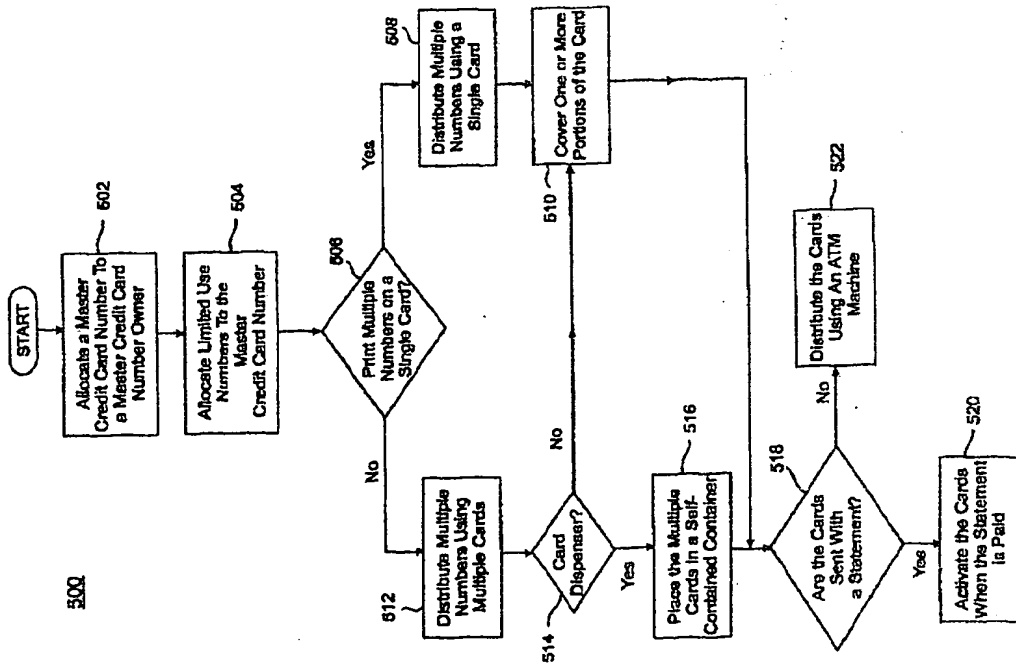 500
START
502
Allocate a Master
Credit Card Number To
a Master Credit Card
Number Owner
504
Allocate Limited Use
Numbers To the
Master
Credit Card Number
506
Print Multiple
Numbers on a
Single Card?
Yes
508
Distribute Multiple
Numbers Using a
Single Card
510
Cover One or More
Portions of the Card
No
512
Distribute Multiple
Numbers Using
Multiple Cards
514
Card
Dispenser?
No
Yes
516
Place the Multiple
Cards in a Self-
Contained Container
518
Are the Cards
Sent With
a Statement?
No
522
Distribute the Cards
Using An ATM
Machine
Yes
520
Activate the Cards
When the Statement
is Paid